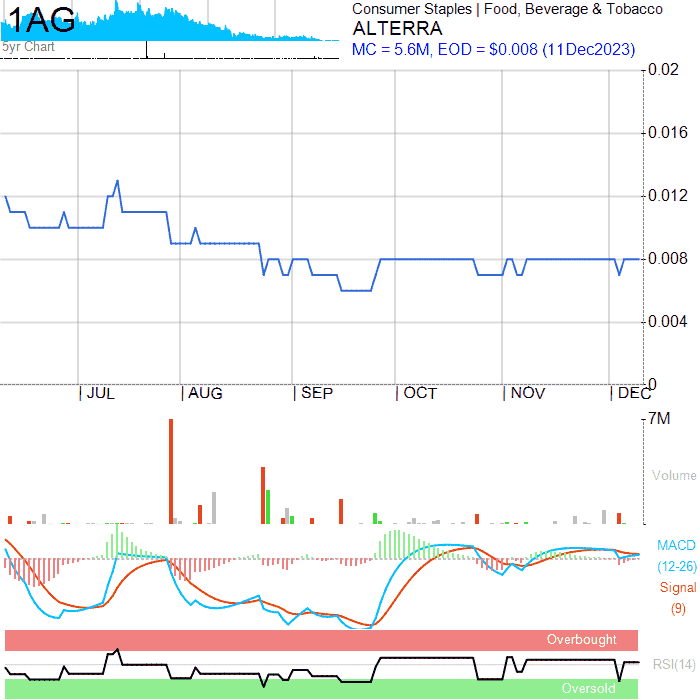 1AG
5yr Chart
Consumer Staples | Food, Beverage & Tobacco
ALTERRA
MC = 5.6M, EOD = $0.008 (11Dec2023)
0.02
0.016
0.012
0.008
0.004
0
JUL AUG SEP OCT NOV DEC
7M
Volume
MACD
(12-26)
Signal
(9)
Overbought
RSI(14)
Oversold